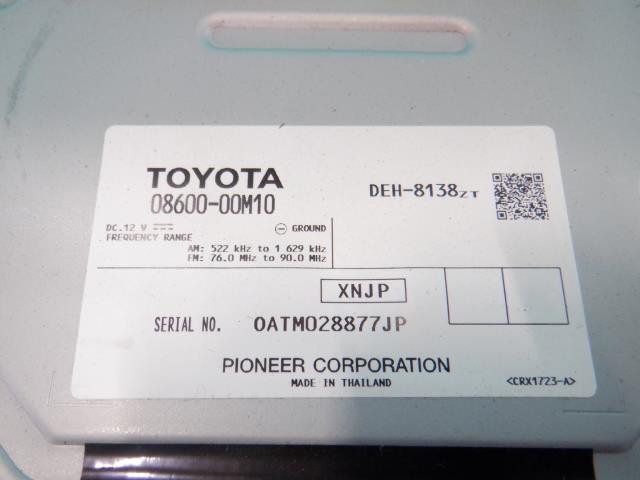 TOYOTA
08600-00M10
DEH-8138ZT
DC.12 V
GROUND
FREQUENCY RANGE
AM: 522 kHz to 1 629 kHz
FM: 76.0 MHz to 90.0 MHz
XNJP
SERIAL NO. OATM028877JP
PIONEER CORPORATION
MADE IN THAILAND
<CRX1723-A>